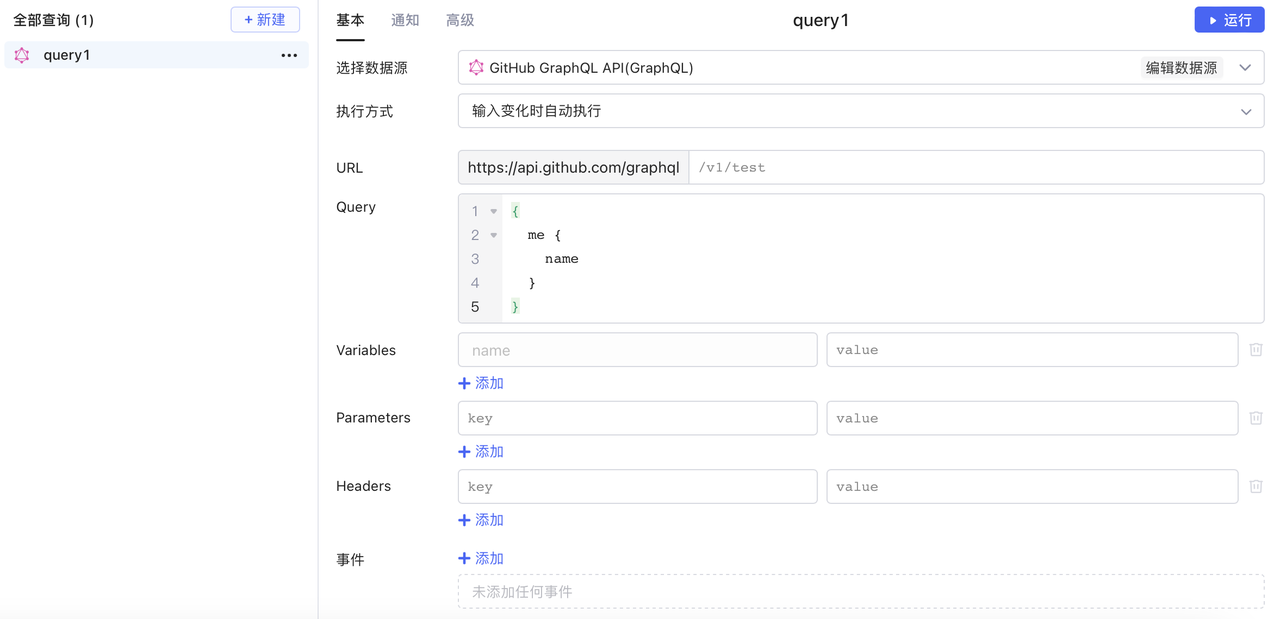 全部查询 (1)
+ 新建
query1
基本 通知 高级
query1
运行
选择数据源
GitHub GraphQL API(GraphQL)
编辑数据源
执行方式
输入变化时自动执行
URL
https://api.github.com/graphql
/v1/test
Query
1 {
2 me {
3 name
4 }
5 }
Variables
name
value
+ 添加
Parameters
key
value
+ 添加
Headers
key
value
+ 添加
事件
+ 添加
未添加任何事件